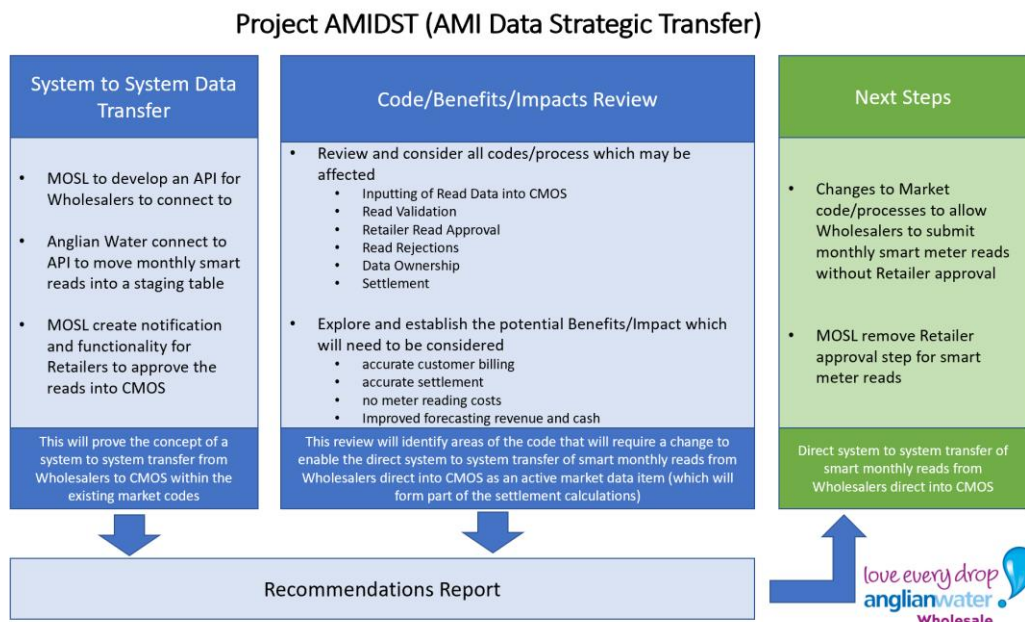 Project AMIDST (AMI Data Strategic Transfer)
System to System Data
Transfer
• MOSL to develop an API for
Wholesalers to connect to
• Anglian Water connect to
API to move monthly smart
reads into a staging table
• MOSL create notification
and functionality for
Retailers to approve the
reads into CMOS
This will prove the concept of a
system to system transfer from
Wholesalers to CMOS within the
existing market codes
Code/Benefits/Impacts Review
• Review and consider all codes/process which may be
affected
• Inputting of Read Data into CMOS
• Read Validation
• Retailer Read Approval
• Read Rejections
• Data Ownership
• Settlement
• Explore and establish the potential Benefits/Impact which
will need to be considered
• accurate customer billing
• accurate settlement
• no meter reading costs
• Improved forecasting revenue and cash
This review will identify areas of the code that will require a change to
enable the direct system to system transfer of smart monthly reads from
Wholesalers direct into CMOS as an active market data item (which will
form part of the settlement calculations)
Next Steps
• Changes to Market
code/processes to allow
Wholesalers to submit
monthly smart meter reads
without Retailer approval
• MOSL remove Retailer
approval step for smart
meter reads
Direct system to system transfer of
smart monthly reads from
Wholesalers direct into CMOS
Recommendations Report
love every drop
anglianwater
Wholesale